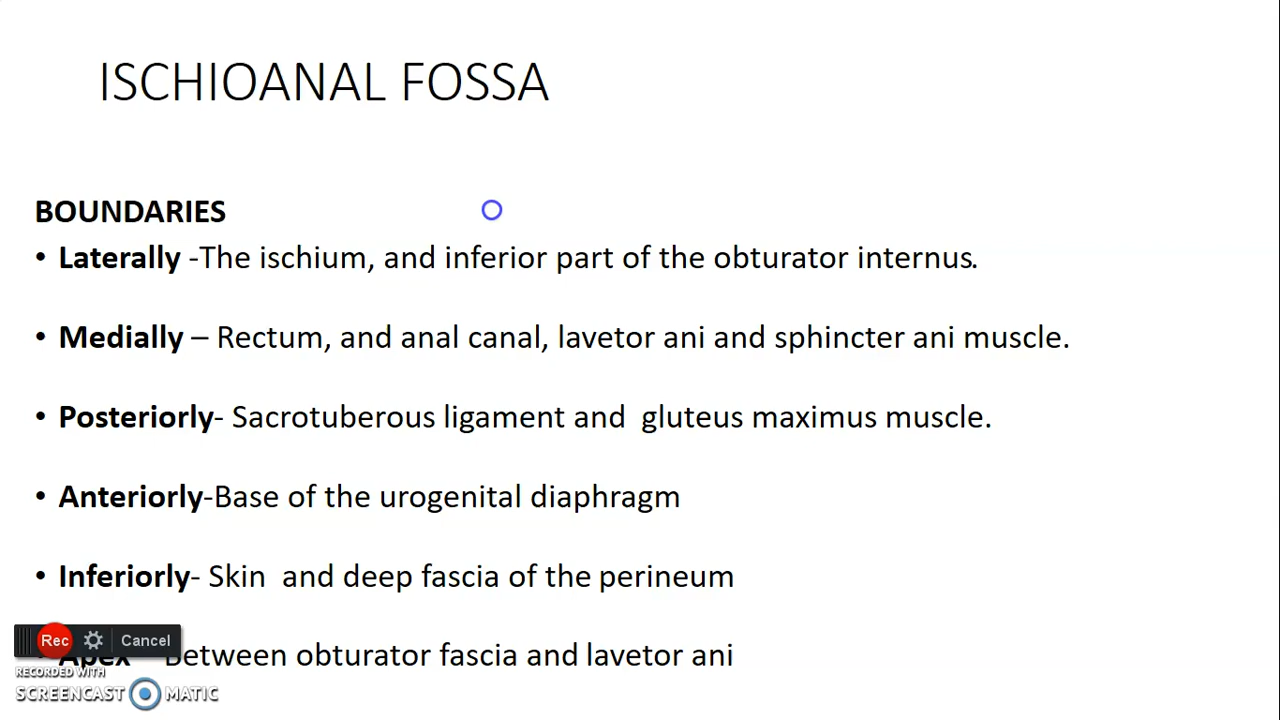 ISCHIOANAL FOSSA
BOUNDARIES
• Laterally -The ischium, and inferior part of the obturator internus.
• Medially – Rectum, and anal canal, lavetor ani and sphincter ani muscle.
• Posteriorly- Sacrotuberous ligament and gluteus maximus muscle.
• Anteriorly-Base of the urogenital diaphragm
• Inferiorly- Skin and deep fascia of the perineum
Rec Cancel
• Apex – Between obturator fascia and lavetor ani
RECORDED WITH
SCREENCAST MATIC